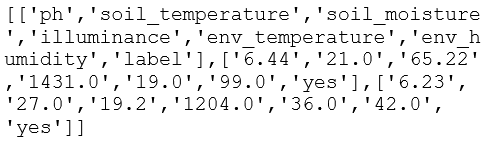 [['ph','soil_temperature','soil_moisture
','illuminance','env_temperature','env_h
umidity','label'],['6.44','21.0','65.22'
,'1431.0','19.0','99.0','yes'],['6.23',
'27.0','19.2','1204.0','36.0','42.0',
'yes']]